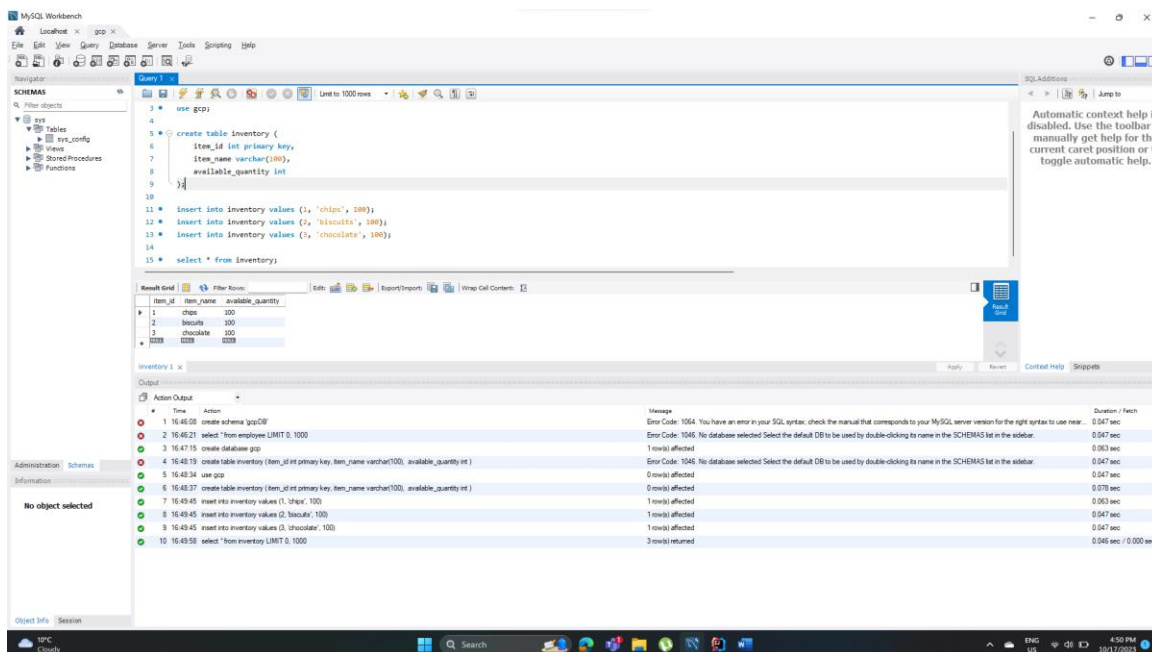 MySQL Workbench
Localhost × gcp ×
File Edit View Query Database Server Tools Scripting Help
Navigator
SCHEMAS
Filter objects
sys
Tables
sys_config
Views
Stored Procedures
Functions
Administration Schemas
Information
No object selected
Object Info Session
Query 1 ×
Limit to 1000 rows
3 use gcp;
4
5 create table inventory (
6 item_id int primary key,
7 item_name varchar(100),
8 available_quantity int
9 );
10
11 insert into inventory values (1, 'chips', 100);
12 insert into inventory values (2, 'biscuits', 100);
13 insert into inventory values (3, 'chocolate', 100);
14
15 select * from inventory;
SQLAdditions
Jump to
Automatic context help i
disabled. Use the toolbar
manually get help for th
current caret position or t
toggle automatic help.
Result Grid Filter Rows: Edit: Export/Import: Wrap Cell Content:
item_id item_name available_quantity
1 chips 100
2 biscuits 100
3 chocolate 100
NULL NULL NULL
Result
Grid
inventory 1 × Apply Revert
Context Help Snippets
Output
Action Output
# Time Action Message Duration / Fetch
1 16:46:08 create schema 'gcpDB' Error Code: 1064. You have an error in your SQL syntax; check the manual that corresponds to your MySQL server version for the right syntax to use near... 0.047 sec
2 16:46:21 select * from employee LIMIT 0, 1000 Error Code: 1046. No database selected Select the default DB to be used by double-clicking its name in the SCHEMAS list in the sidebar. 0.047 sec
3 16:47:15 create database gcp 1 row(s) affected 0.063 sec
4 16:48:19 create table inventory ( item_id int primary key, item_name varchar(100), available_quantity int ) Error Code: 1046. No database selected Select the default DB to be used by double-clicking its name in the SCHEMAS list in the sidebar. 0.047 sec
5 16:48:34 use gcp 0 row(s) affected 0.047 sec
6 16:48:37 create table inventory ( item_id int primary key, item_name varchar(100), available_quantity int ) 0 row(s) affected 0.078 sec
7 16:49:45 insert into inventory values (1, 'chips', 100) 1 row(s) affected 0.063 sec
8 16:49:45 insert into inventory values (2, 'biscuits', 100) 1 row(s) affected 0.047 sec
9 16:49:45 insert into inventory values (3, 'chocolate', 100) 1 row(s) affected 0.047 sec
10 16:49:58 select * from inventory LIMIT 0, 1000 3 row(s) returned 0.046 sec / 0.000 se
10°C
Cloudy
Search
ENG
US
4:50 PM
10/17/2023